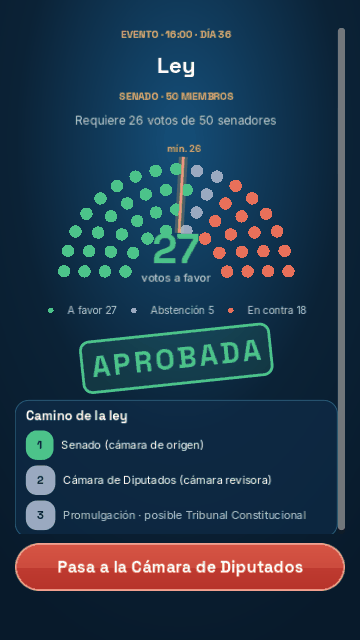 EVENTO · 16:00 · DÍA 36
Ley
SENADO · 50 MIEMBROS
Requiere 26 votos de 50 senadores
mín. 26
27
votos a favor
A favor 27 Abstención 5 En contra 18
APROBADA
Camino de la ley
1 Senado (cámara de origen)
2 Cámara de Diputados (cámara revisora)
3 Promulgación · posible Tribunal Constitucional
Pasa a la Cámara de Diputados